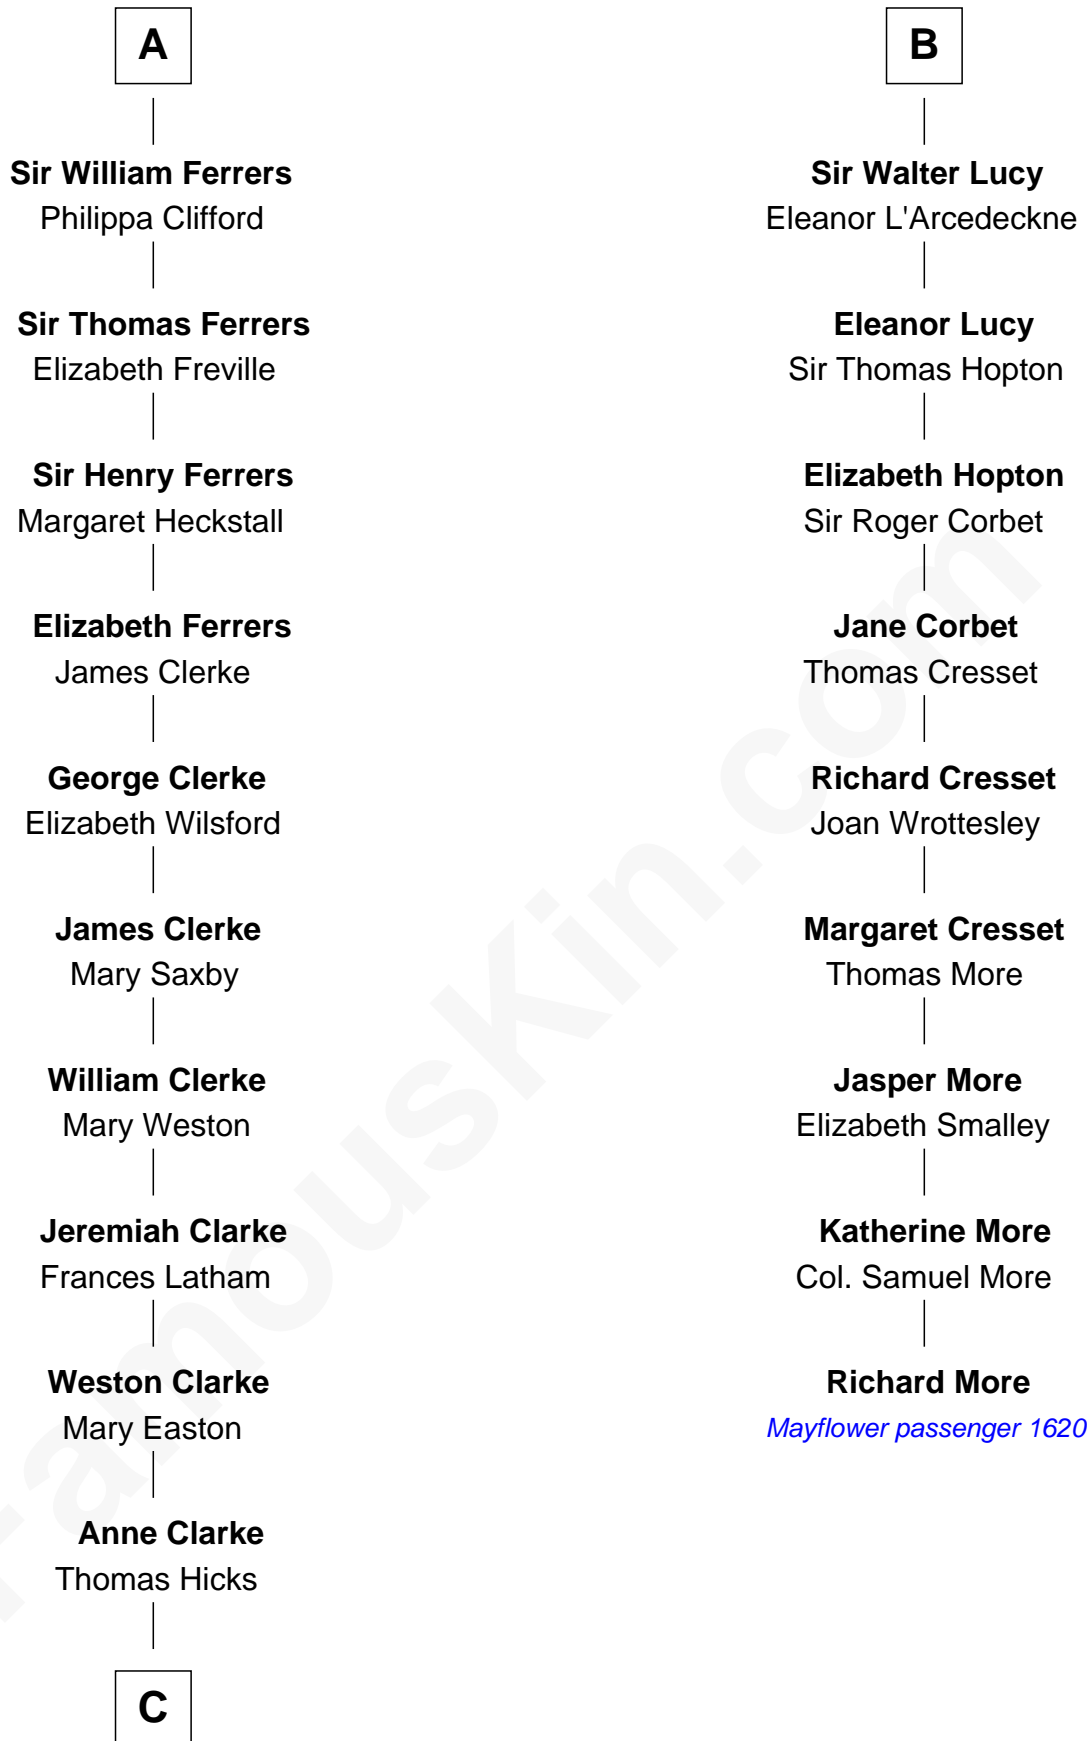 A
Sir William Ferrers
Philippa Clifford
Sir Thomas Ferrers
Elizabeth Freville
Sir Henry Ferrers
Margaret Heckstall
Elizabeth Ferrers
James Clerke
George Clerke
Elizabeth Wilsford
James Clerke
Mary Saxby
William Clerke
Mary Weston
Jeremiah Clarke
Frances Latham
Weston Clarke
Mary Easton
Anne Clarke
Thomas Hicks
C
B
Sir Walter Lucy
Eleanor L'Arcedeckne
Eleanor Lucy
Sir Thomas Hopton
Elizabeth Hopton
Sir Roger Corbet
Jane Corbet
Thomas Cresset
Richard Cresset
Joan Wrottesley
Margaret Cresset
Thomas More
Jasper More
Elizabeth Smalley
Katherine More
Col. Samuel More
Richard More
Mayflower passenger 1620
FamousKin.com